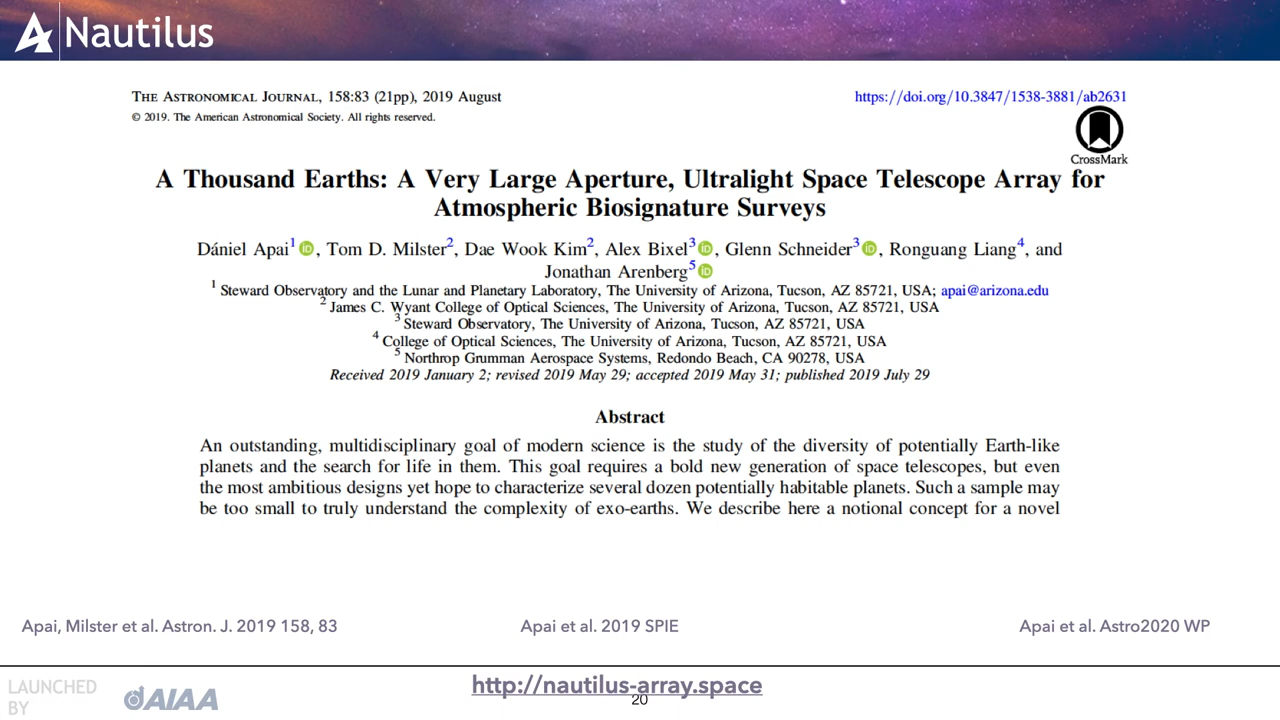 Nautilus
THE ASTRONOMICAL JOURNAL, 158:83 (21pp), 2019 August
https://doi.org/10.3847/1538-3881/ab2631
© 2019. The American Astronomical Society. All rights reserved.
CrossMark
A Thousand Earths: A Very Large Aperture, Ultralight Space Telescope Array for
Atmospheric Biosignature Surveys
Dániel Apai1 iD, Tom D. Milster2, Dae Wook Kim2, Alex Bixel3 iD, Glenn Schneider3 iD, Ronguang Liang4, and
Jonathan Arenberg5 iD
1 Steward Observatory and the Lunar and Planetary Laboratory, The University of Arizona, Tucson, AZ 85721, USA; apai@arizona.edu
2 James C. Wyant College of Optical Sciences, The University of Arizona, Tucson, AZ 85721, USA
3 Steward Observatory, The University of Arizona, Tucson, AZ 85721, USA
4 College of Optical Sciences, The University of Arizona, Tucson, AZ 85721, USA
5 Northrop Grumman Aerospace Systems, Redondo Beach, CA 90278, USA
Received 2019 January 2; revised 2019 May 29; accepted 2019 May 31; published 2019 July 29
Abstract
An outstanding, multidisciplinary goal of modern science is the study of the diversity of potentially Earth-like
planets and the search for life in them. This goal requires a bold new generation of space telescopes, but even
the most ambitious designs yet hope to characterize several dozen potentially habitable planets. Such a sample may
be too small to truly understand the complexity of exo-earths. We describe here a notional concept for a novel
Apai, Milster et al. Astron. J. 2019 158, 83
Apai et al. 2019 SPIE
Apai et al. Astro2020 WP
LAUNCHED
BY
AIAA
http://nautilus-array.space
20